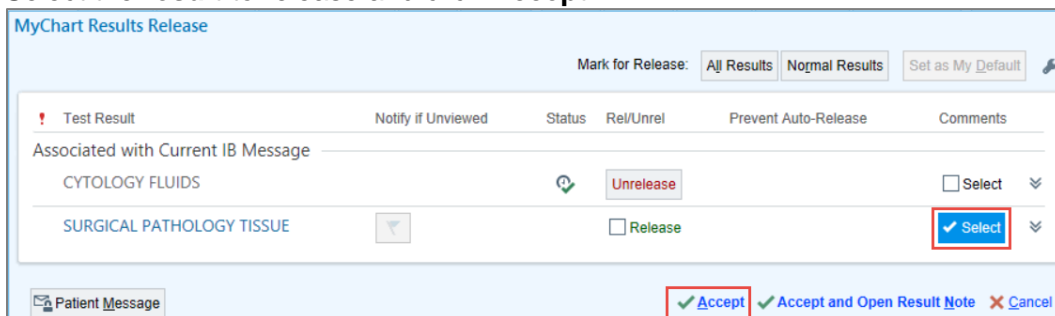 MyChart Results Release
Mark for Release: All Results Normal Results Set as My Default
! Test Result Notify if Unviewed Status Rel/Unrel Prevent Auto-Release Comments
Associated with Current IB Message
CYTOLOGY FLUIDS Unrelease Select
SURGICAL PATHOLOGY TISSUE Release Select
Patient Message Accept Accept and Open Result Note Cancel